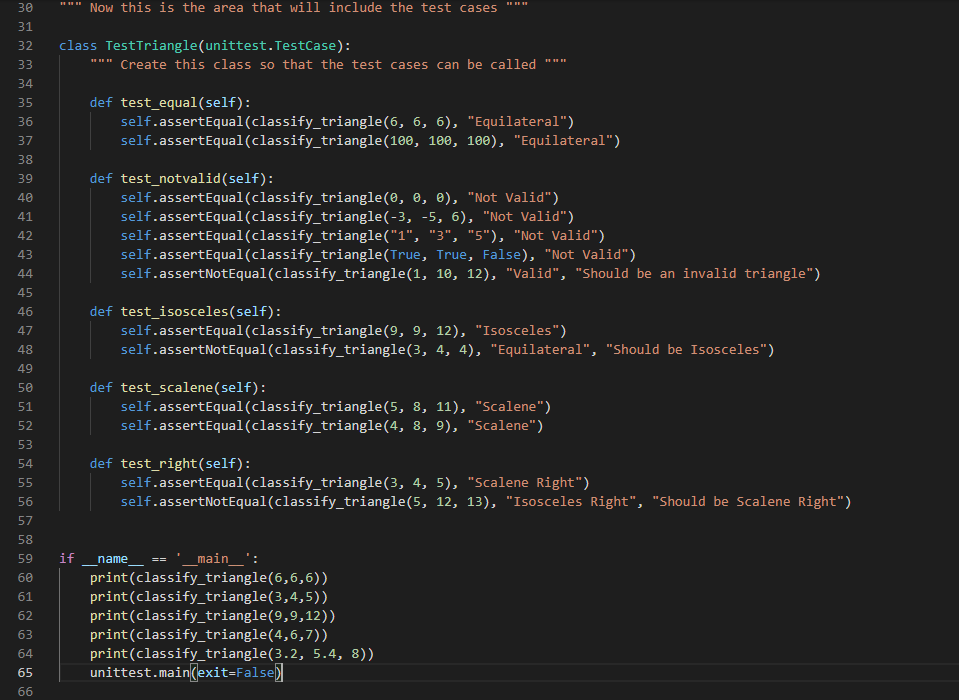 30 """ Now this is the area that will include the test cases """
31
32 class TestTriangle(unittest.TestCase):
33     """ Create this class so that the test cases can be called """
34
35     def test_equal(self):
36         self.assertEqual(classify_triangle(6, 6, 6), "Equilateral")
37         self.assertEqual(classify_triangle(100, 100, 100), "Equilateral")
38
39     def test_notvalid(self):
40         self.assertEqual(classify_triangle(0, 0, 0), "Not Valid")
41         self.assertEqual(classify_triangle(-3, -5, 6), "Not Valid")
42         self.assertEqual(classify_triangle("1", "3", "5"), "Not Valid")
43         self.assertEqual(classify_triangle(True, True, False), "Not Valid")
44         self.assertNotEqual(classify_triangle(1, 10, 12), "Valid", "Should be an invalid triangle")
45
46     def test_isosceles(self):
47         self.assertEqual(classify_triangle(9, 9, 12), "Isosceles")
48         self.assertNotEqual(classify_triangle(3, 4, 4), "Equilateral", "Should be Isosceles")
49
50     def test_scalene(self):
51         self.assertEqual(classify_triangle(5, 8, 11), "Scalene")
52         self.assertEqual(classify_triangle(4, 8, 9), "Scalene")
53
54     def test_right(self):
55         self.assertEqual(classify_triangle(3, 4, 5), "Scalene Right")
56         self.assertNotEqual(classify_triangle(5, 12, 13), "Isosceles Right", "Should be Scalene Right")
57
58
59 if __name__ == '__main__':
60     print(classify_triangle(6,6,6))
61     print(classify_triangle(3,4,5))
62     print(classify_triangle(9,9,12))
63     print(classify_triangle(4,6,7))
64     print(classify_triangle(3.2, 5.4, 8))
65     unittest.main(exit=False)
66